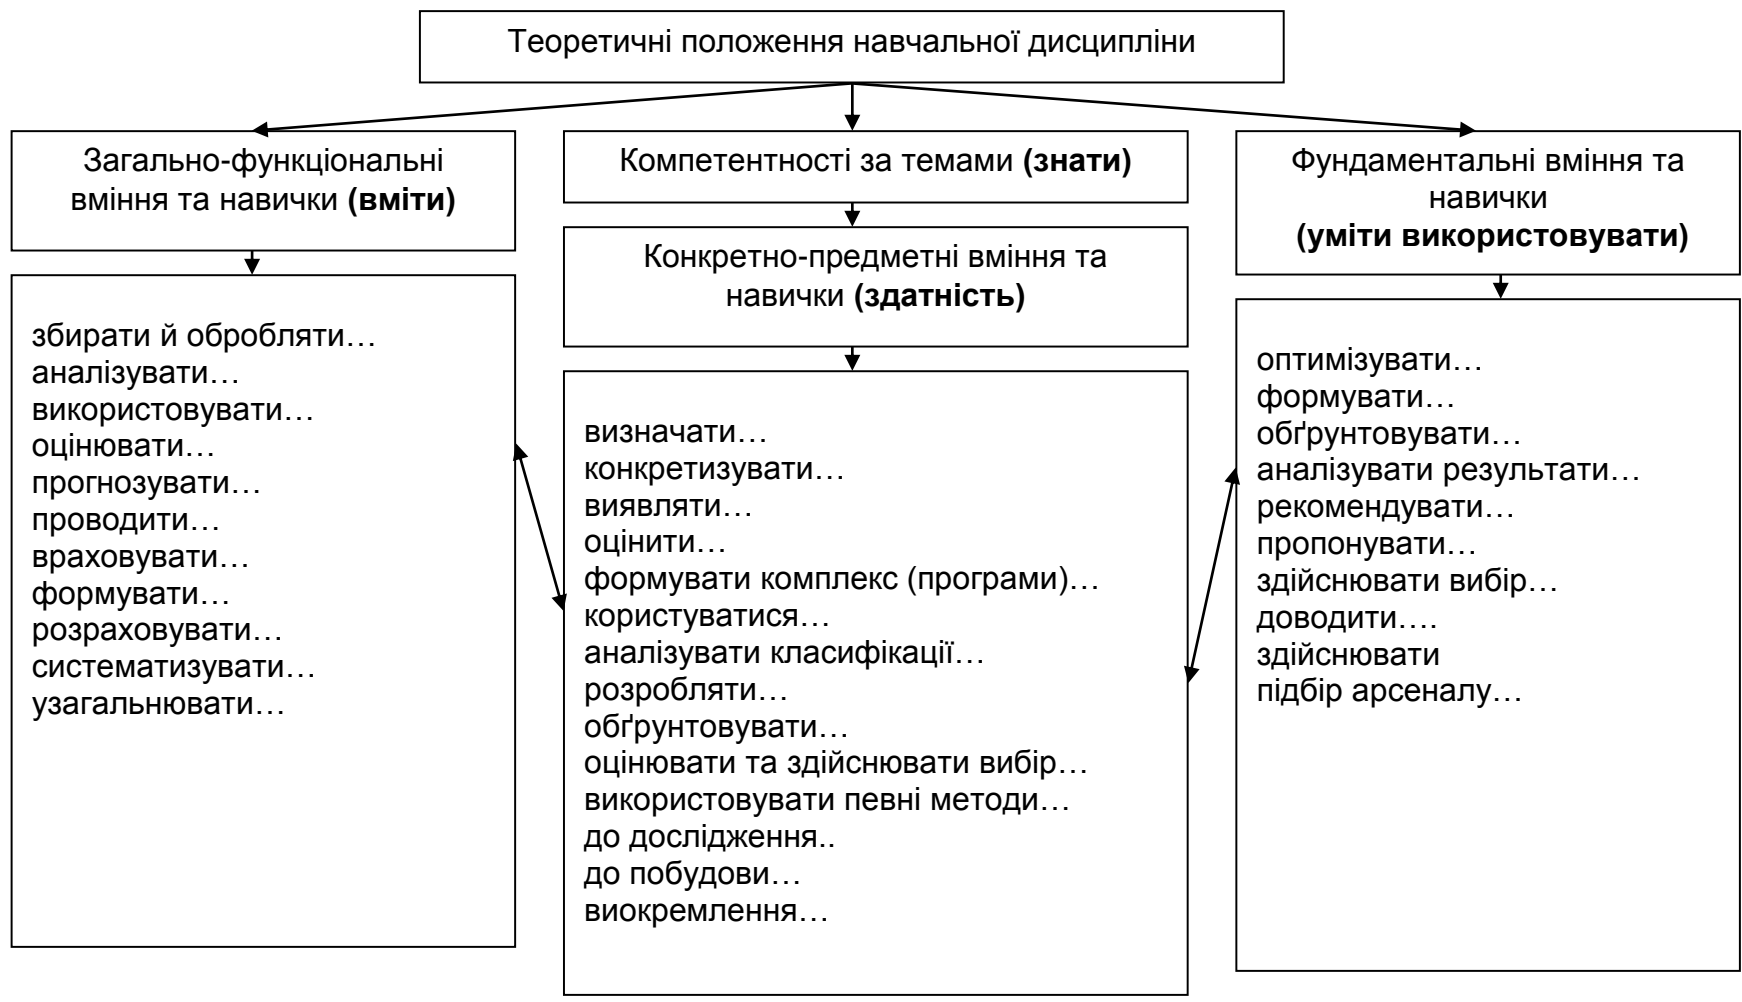 Теоретичні положення навчальної дисципліни
Загально-функціональні
вміння та навички (вміти)
збирати й обробляти…
аналізувати…
використовувати…
оцінювати…
прогнозувати…
проводити…
враховувати…
формувати…
розраховувати…
систематизувати…
узагальнювати…
Компетентності за темами (знати)
Конкретно-предметні вміння та
навички (здатність)
визначати…
конкретизувати…
виявляти…
оцінити…
формувати комплекс (програми)…
користуватися…
аналізувати класифікації…
розробляти…
обґрунтовувати…
оцінювати та здійснювати вибір…
використовувати певні методи…
до дослідження..
до побудови…
виокремлення…
Фундаментальні вміння та
навички
(уміти використовувати)
оптимізувати…
формувати…
обґрунтовувати…
аналізувати результати…
рекомендувати…
пропонувати…
здійснювати вибір…
доводити….
здійснювати
підбір арсеналу…